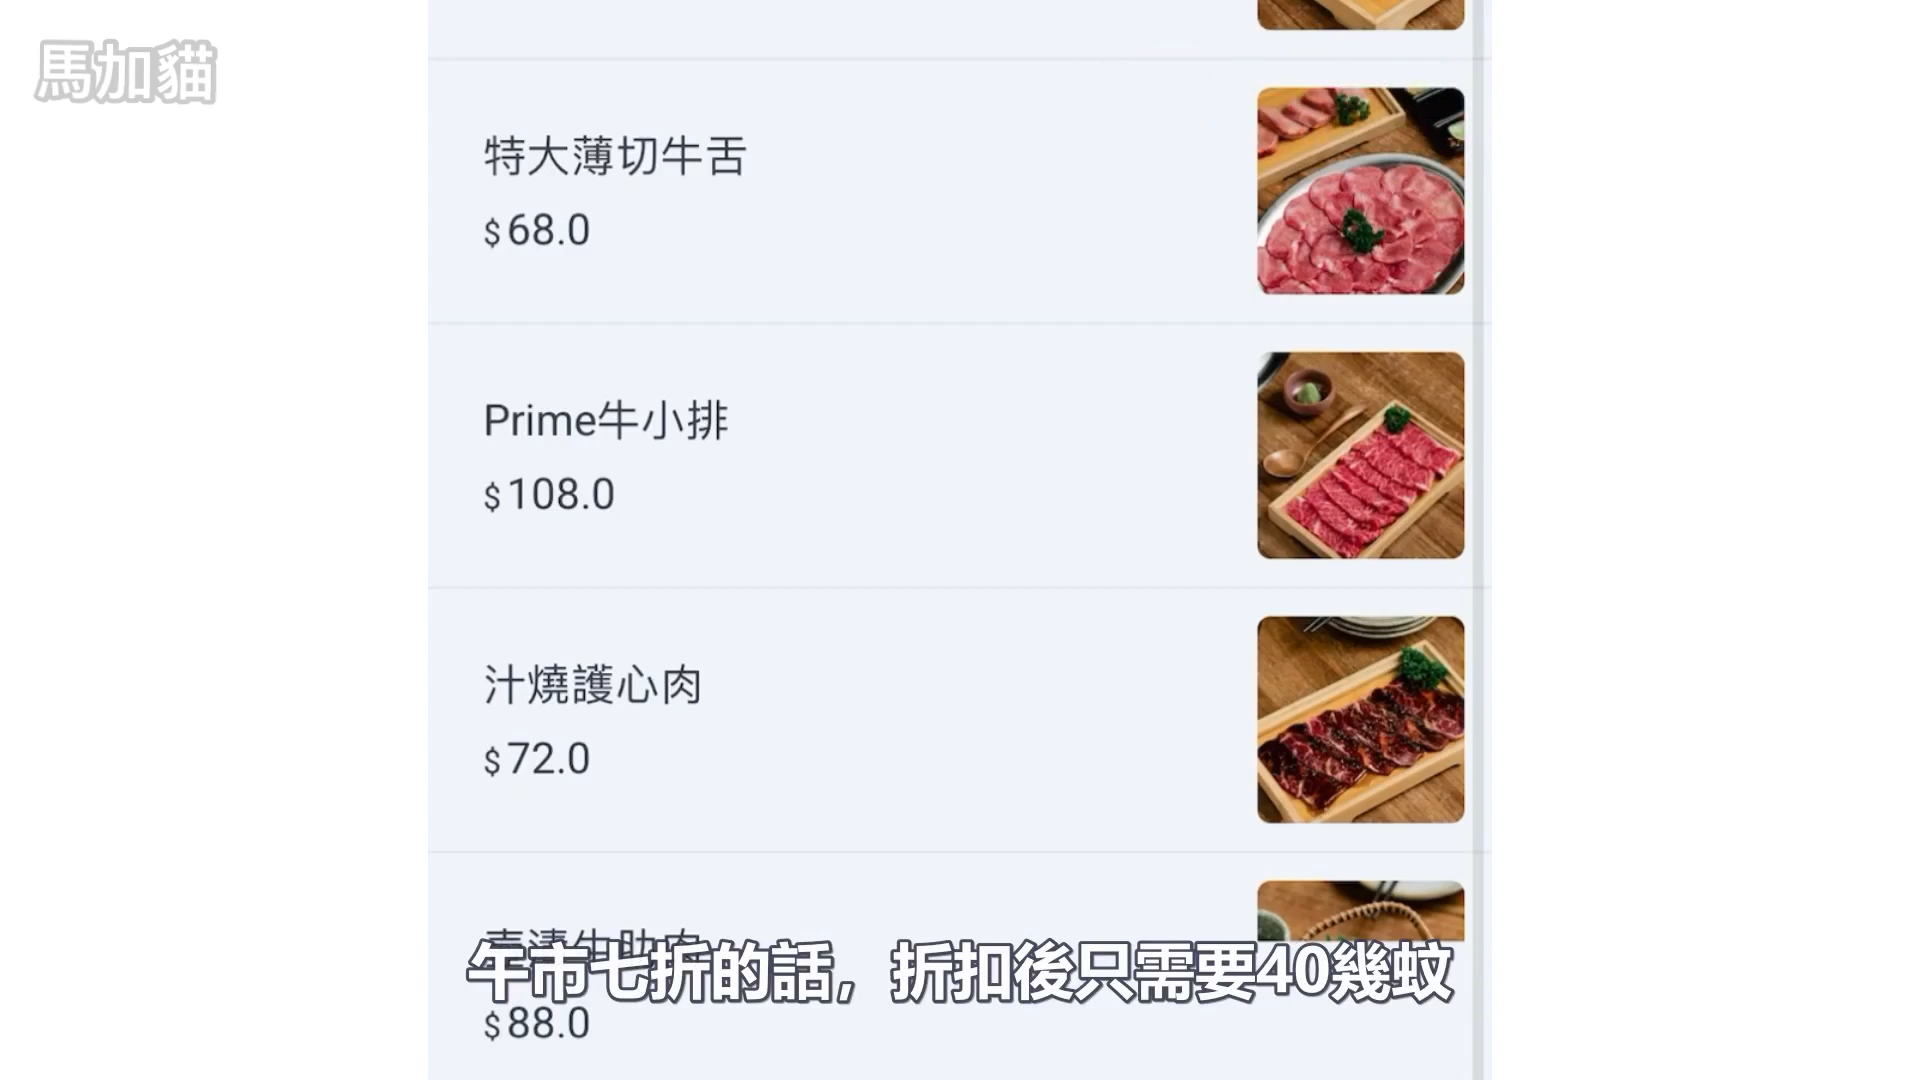 馬加貓
特大薄切牛舌
$68.0
Prime牛小排
$108.0
汁燒護心肉
$72.0
午市七折的話，折扣後只需要40幾蚊
$88.0